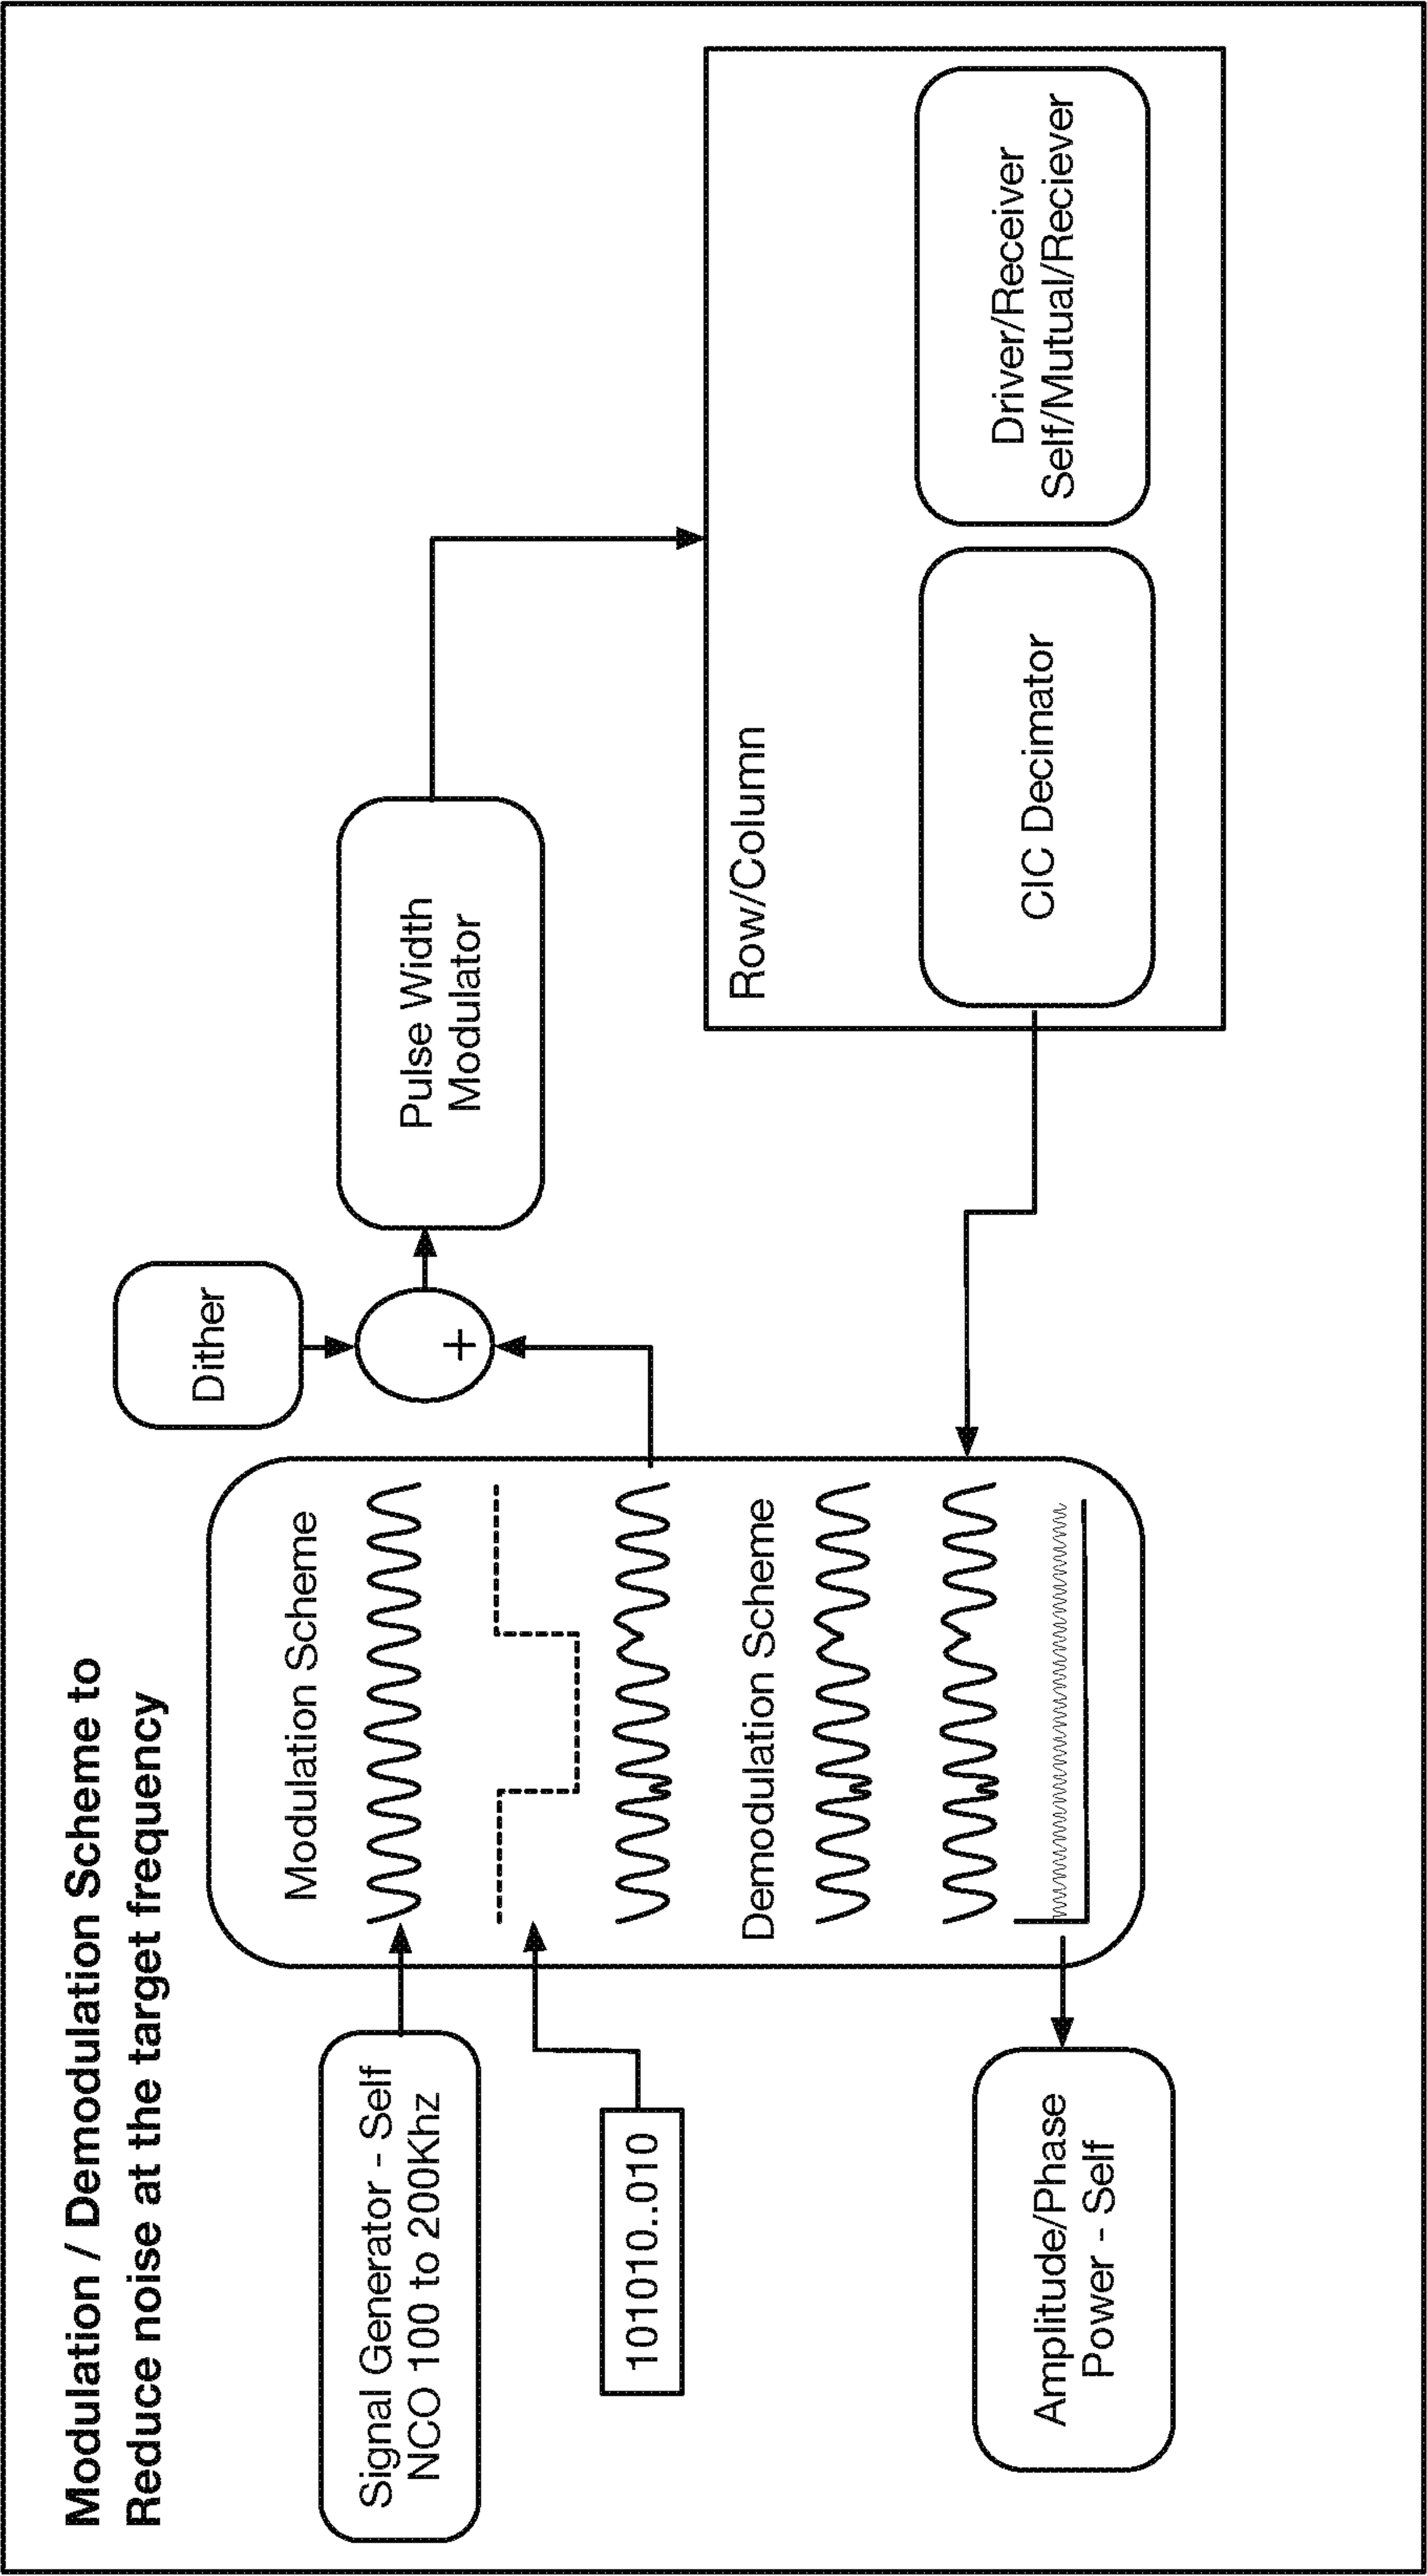 Modulation / Demodulation Scheme to
Reduce noise at the target frequency
Signal Generator - Self
NCO 100 to 200Khz
10101..010
Amplitude/Phase
Power - Self
Modulation Scheme
Demodulation Scheme
Dither
+
Pulse Width
Modulator
Row/Column
CIC Decimator
Driver/Receiver
Self/Mutual/Reciever